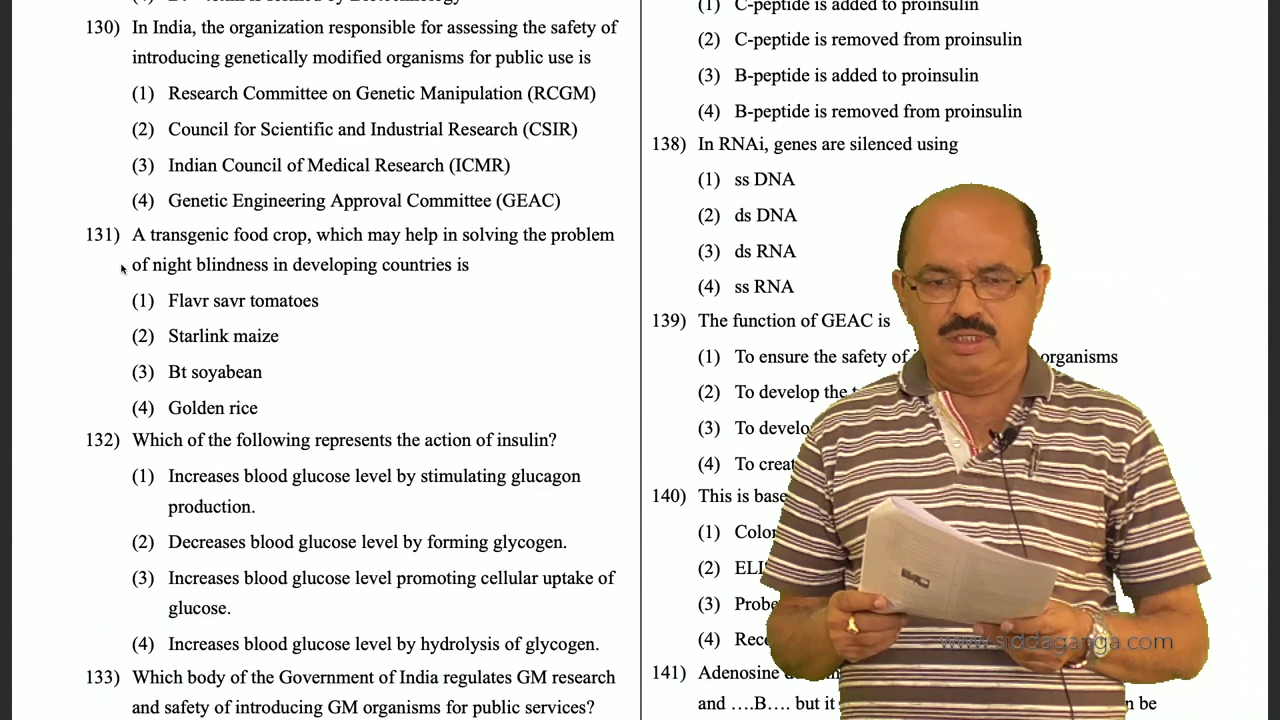 130) In India, the organization responsible for assessing the safety of
introducing genetically modified organisms for public use is
(1) Research Committee on Genetic Manipulation (RCGM)
(2) Council for Scientific and Industrial Research (CSIR)
(3) Indian Council of Medical Research (ICMR)
(4) Genetic Engineering Approval Committee (GEAC)
131) A transgenic food crop, which may help in solving the problem
of night blindness in developing countries is
(1) Flavr savr tomatoes
(2) Starlink maize
(3) Bt soyabean
(4) Golden rice
132) Which of the following represents the action of insulin?
(1) Increases blood glucose level by stimulating glucagon
production.
(2) Decreases blood glucose level by forming glycogen.
(3) Increases blood glucose level promoting cellular uptake of
glucose.
(4) Increases blood glucose level by hydrolysis of glycogen.
133) Which body of the Government of India regulates GM research
and safety of introducing GM organisms for public services?
(1) C-peptide is added to proinsulin
(2) C-peptide is removed from proinsulin
(3) B-peptide is added to proinsulin
(4) B-peptide is removed from proinsulin
138) In RNAi, genes are silenced using
(1) ss DNA
(2) ds DNA
(3) ds RNA
(4) ss RNA
139) The function of GEAC is
(1) To ensure the safety of organisms
(2) To develop the
(3) To
(4) To
140) This is
(1)
(2)
(3)
(4)
141) Adenosine
and ….B…. but it be
www.siddaganga.com